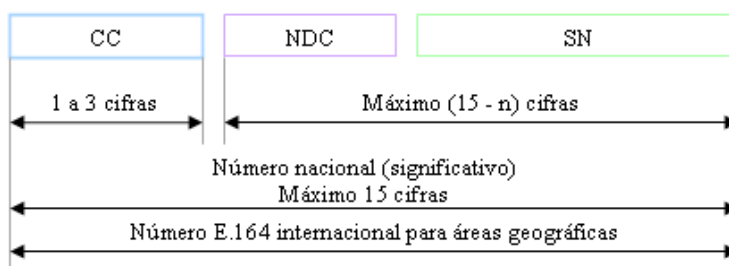 CC NDC SN
1 a 3 cifras Máximo (15 - n) cifras
Número nacional (significativo)
Máximo 15 cifras
Número E.164 internacional para áreas geográficas